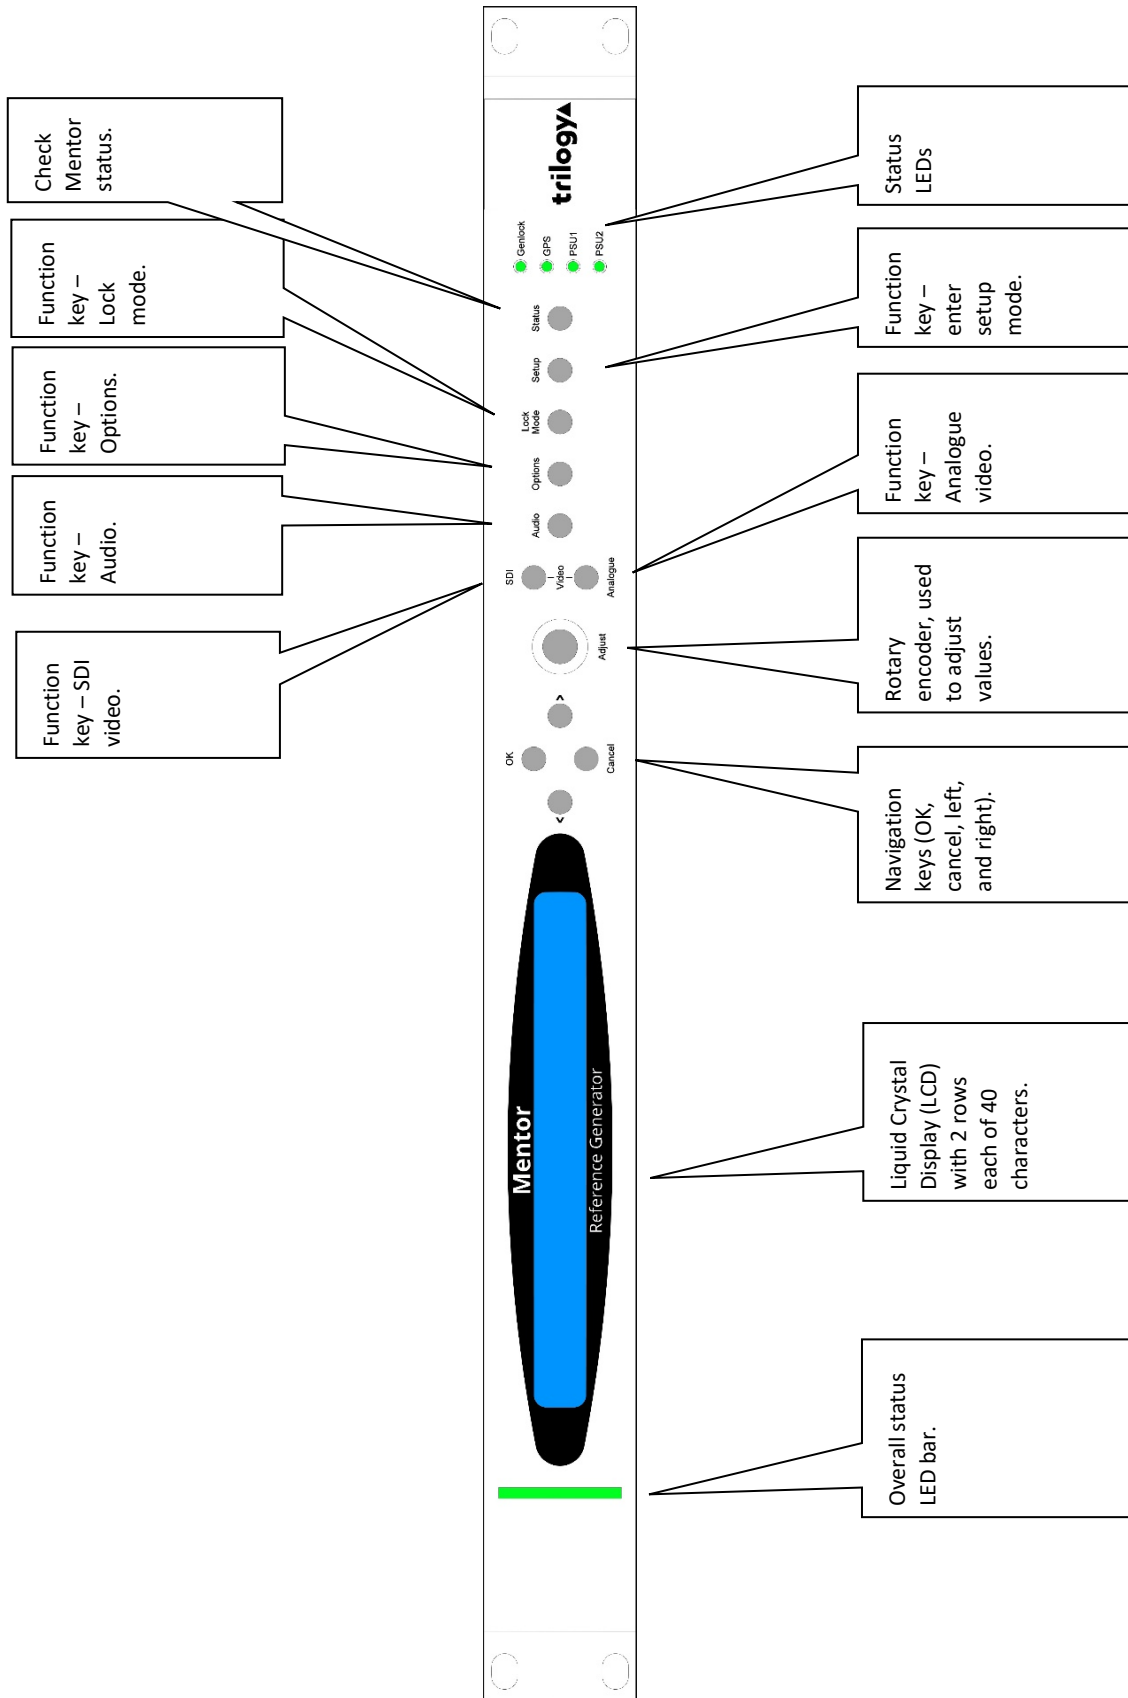 Function
key – SDI
video.
Function
key –
Audio.
Function
key –
Options.
Function
key –
Lock
mode.
Check
Mentor
status.
Mentor
Reference Generator
<
OK
Cancel
>
Adjust
SDI
Video
Analogue
Audio
Options
Lock
Mode
Setup
Status
Genlock
GPS
PSU1
PSU2
trilogy
Overall status
LED bar.
Liquid Crystal
Display (LCD)
with 2 rows
each of 40
characters.
Navigation
keys (OK,
cancel, left,
and right).
Rotary
encoder, used
to adjust
values.
Function
key –
Analogue
video.
Function
key –
enter
setup
mode.
Status
LEDs